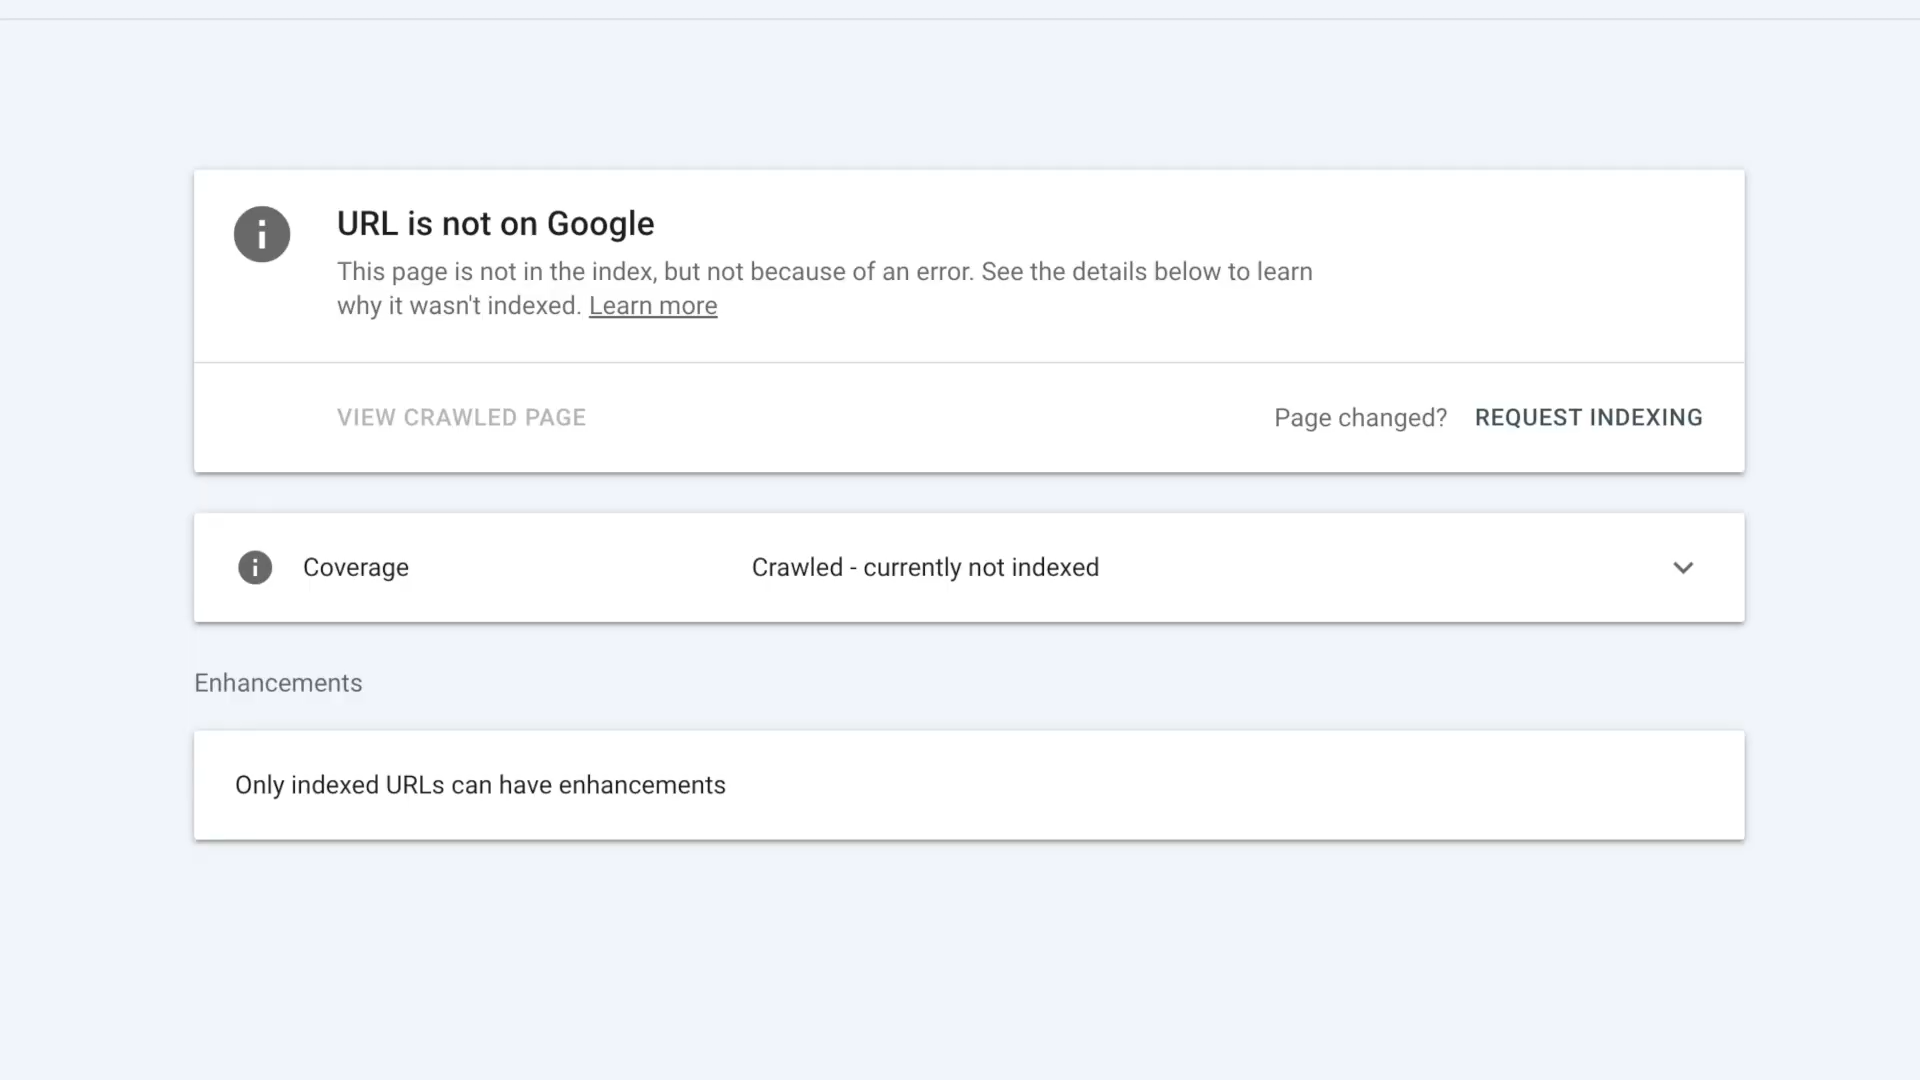 URL is not on Google
This page is not in the index, but not because of an error. See the details below to learn
why it wasn't indexed. Learn more
VIEW CRAWLED PAGE
Page changed? REQUEST INDEXING
Coverage
Crawled - currently not indexed
Enhancements
Only indexed URLs can have enhancements